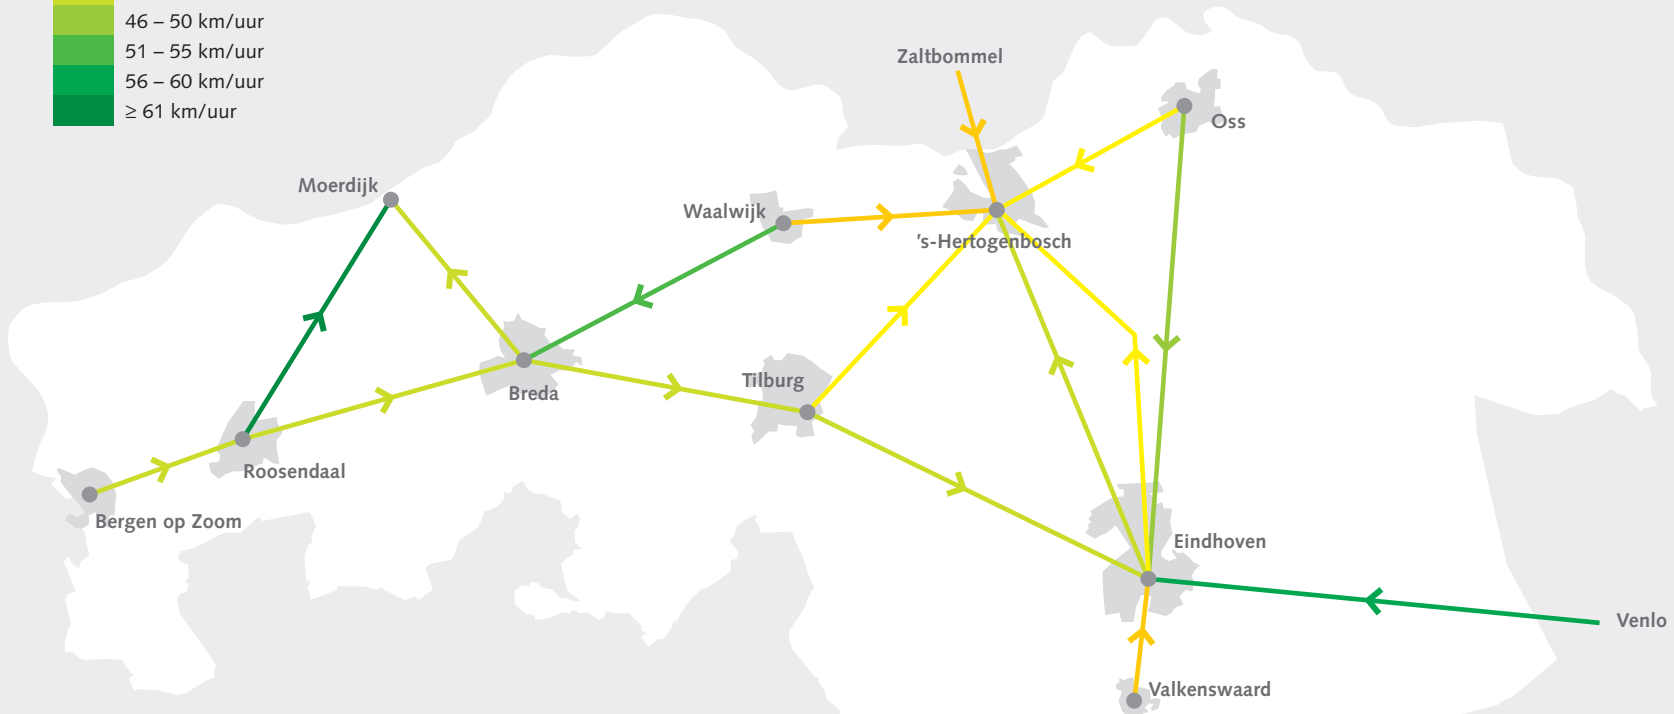 46 – 50 km/uur
51 – 55 km/uur
56 – 60 km/uur
≥ 61 km/uur
Zaltbommel
Oss
Moerdijk
Waalwijk
's-Hertogenbosch
Tilburg
Breda
Roosendaal
Bergen op Zoom
Eindhoven
Venlo
Valkenswaard